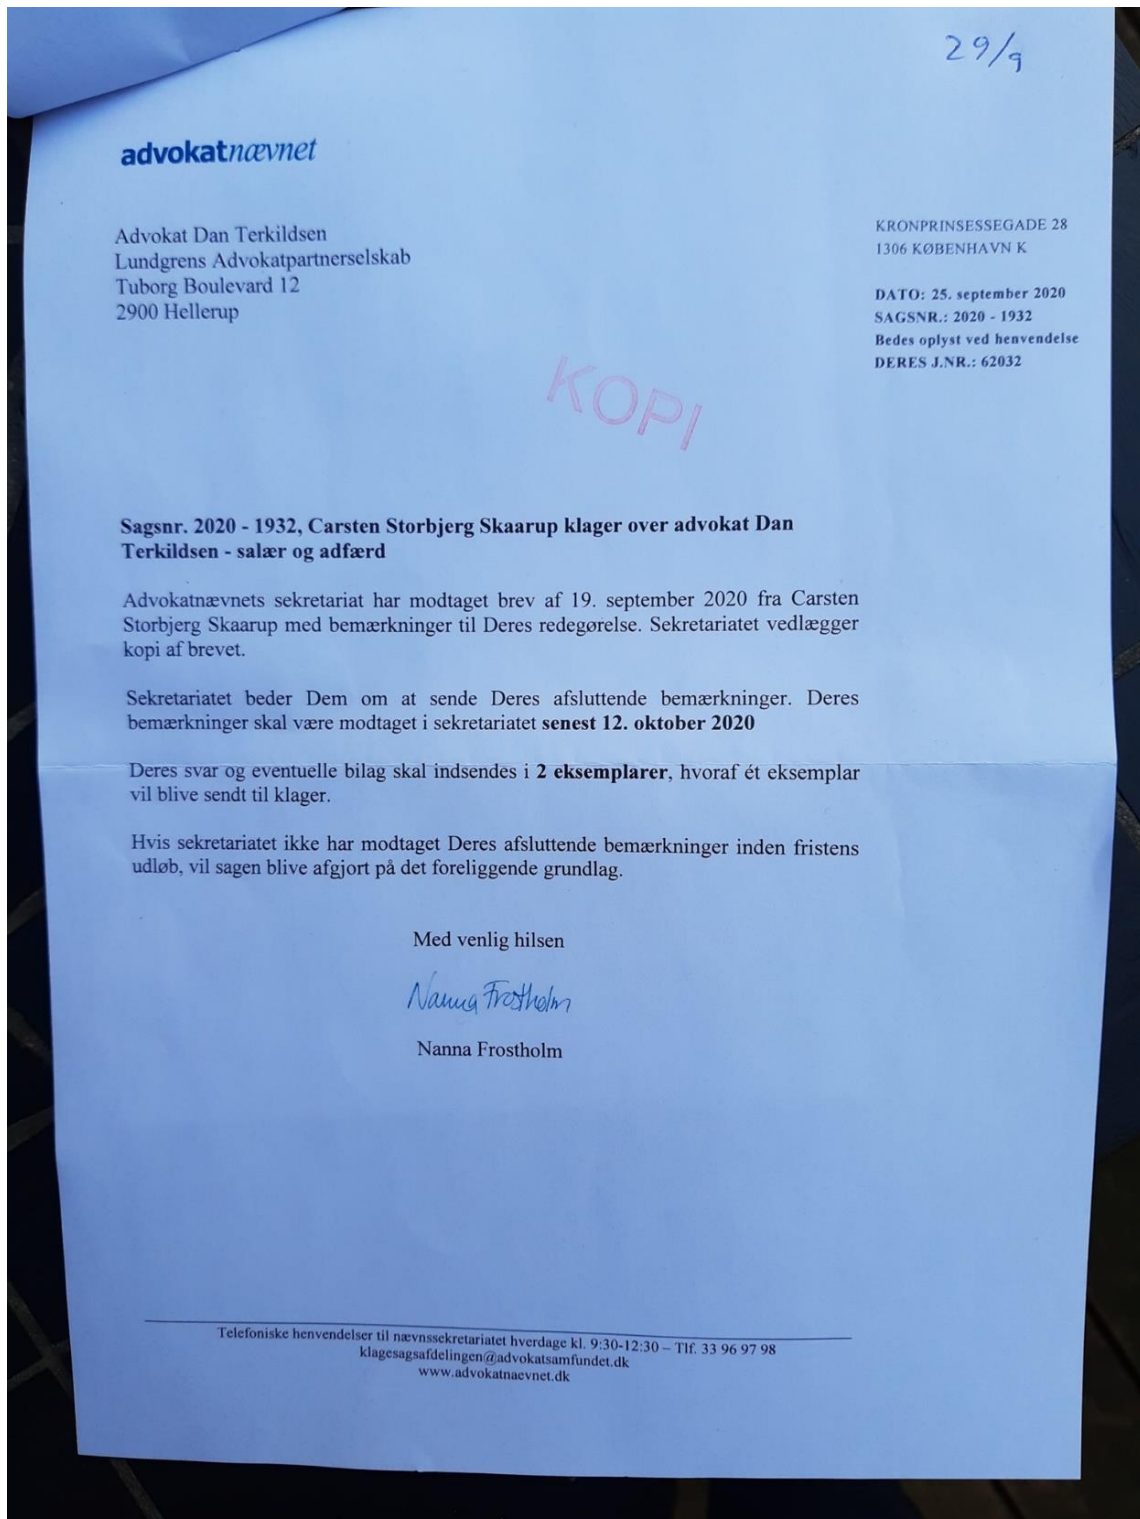 29/9
advokatnævnet
Advokat Dan Terkildsen
Lundgrens Advokatpartnerselskab
Tuborg Boulevard 12
2900 Hellerup
KRONPRINSESSEGADE 28
1306 KØBENHAVN K
DATO: 25. september 2020
SAGSNR.: 2020 - 1932
Bedes oplyst ved henvendelse
DERES J.NR.: 62032
KOPI
Sagsnr. 2020 - 1932, Carsten Storbjerg Skaarup klager over advokat Dan
Terkildsen - salær og adfærd
Advokatnævnets sekretariat har modtaget brev af 19. september 2020 fra Carsten
Storbjerg Skaarup med bemærkninger til Deres redegørelse. Sekretariatet vedlægger
kopi af brevet.
Sekretariatet beder Dem om at sende Deres afsluttende bemærkninger. Deres
bemærkninger skal være modtaget i sekretariatet senest 12. oktober 2020
Deres svar og eventuelle bilag skal indsendes i 2 eksemplarer, hvoraf ét eksemplar
vil blive sendt til klager.
Hvis sekretariatet ikke har modtaget Deres afsluttende bemærkninger inden fristens
udløb, vil sagen blive afgjort på det foreliggende grundlag.
Med venlig hilsen
Nanna Frostholm
Nanna Frostholm
Telefoniske henvendelser til nævnssekretariatet hverdage kl. 9:30-12:30 – Tlf. 33 96 97 98
klagesagsafdelingen@advokatsamfundet.dk
www.advokatnaevnet.dk